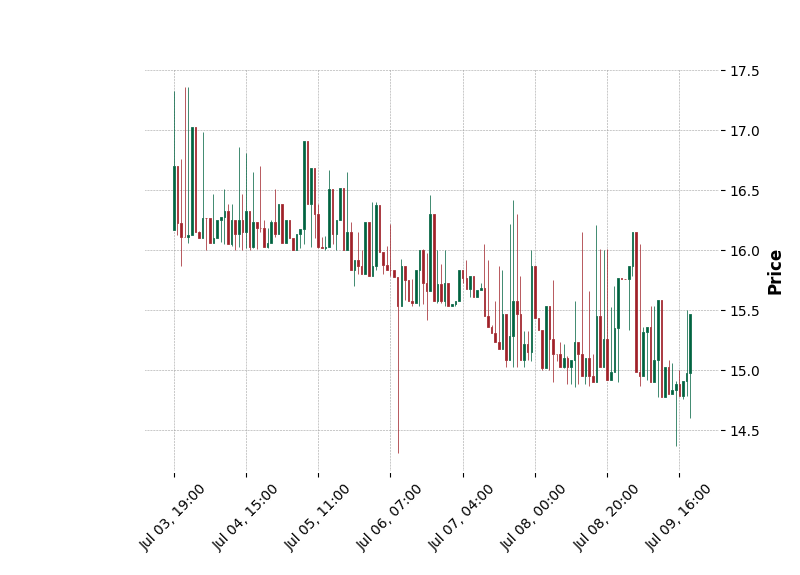 17.5
17.0
16.5
16.0
15.5
15.0
14.5
Price
Jul 03, 19:00
Jul 04, 15:00
Jul 05, 11:00
Jul 06, 07:00
Jul 07, 04:00
Jul 08, 00:00
Jul 08, 20:00
Jul 09, 16:00